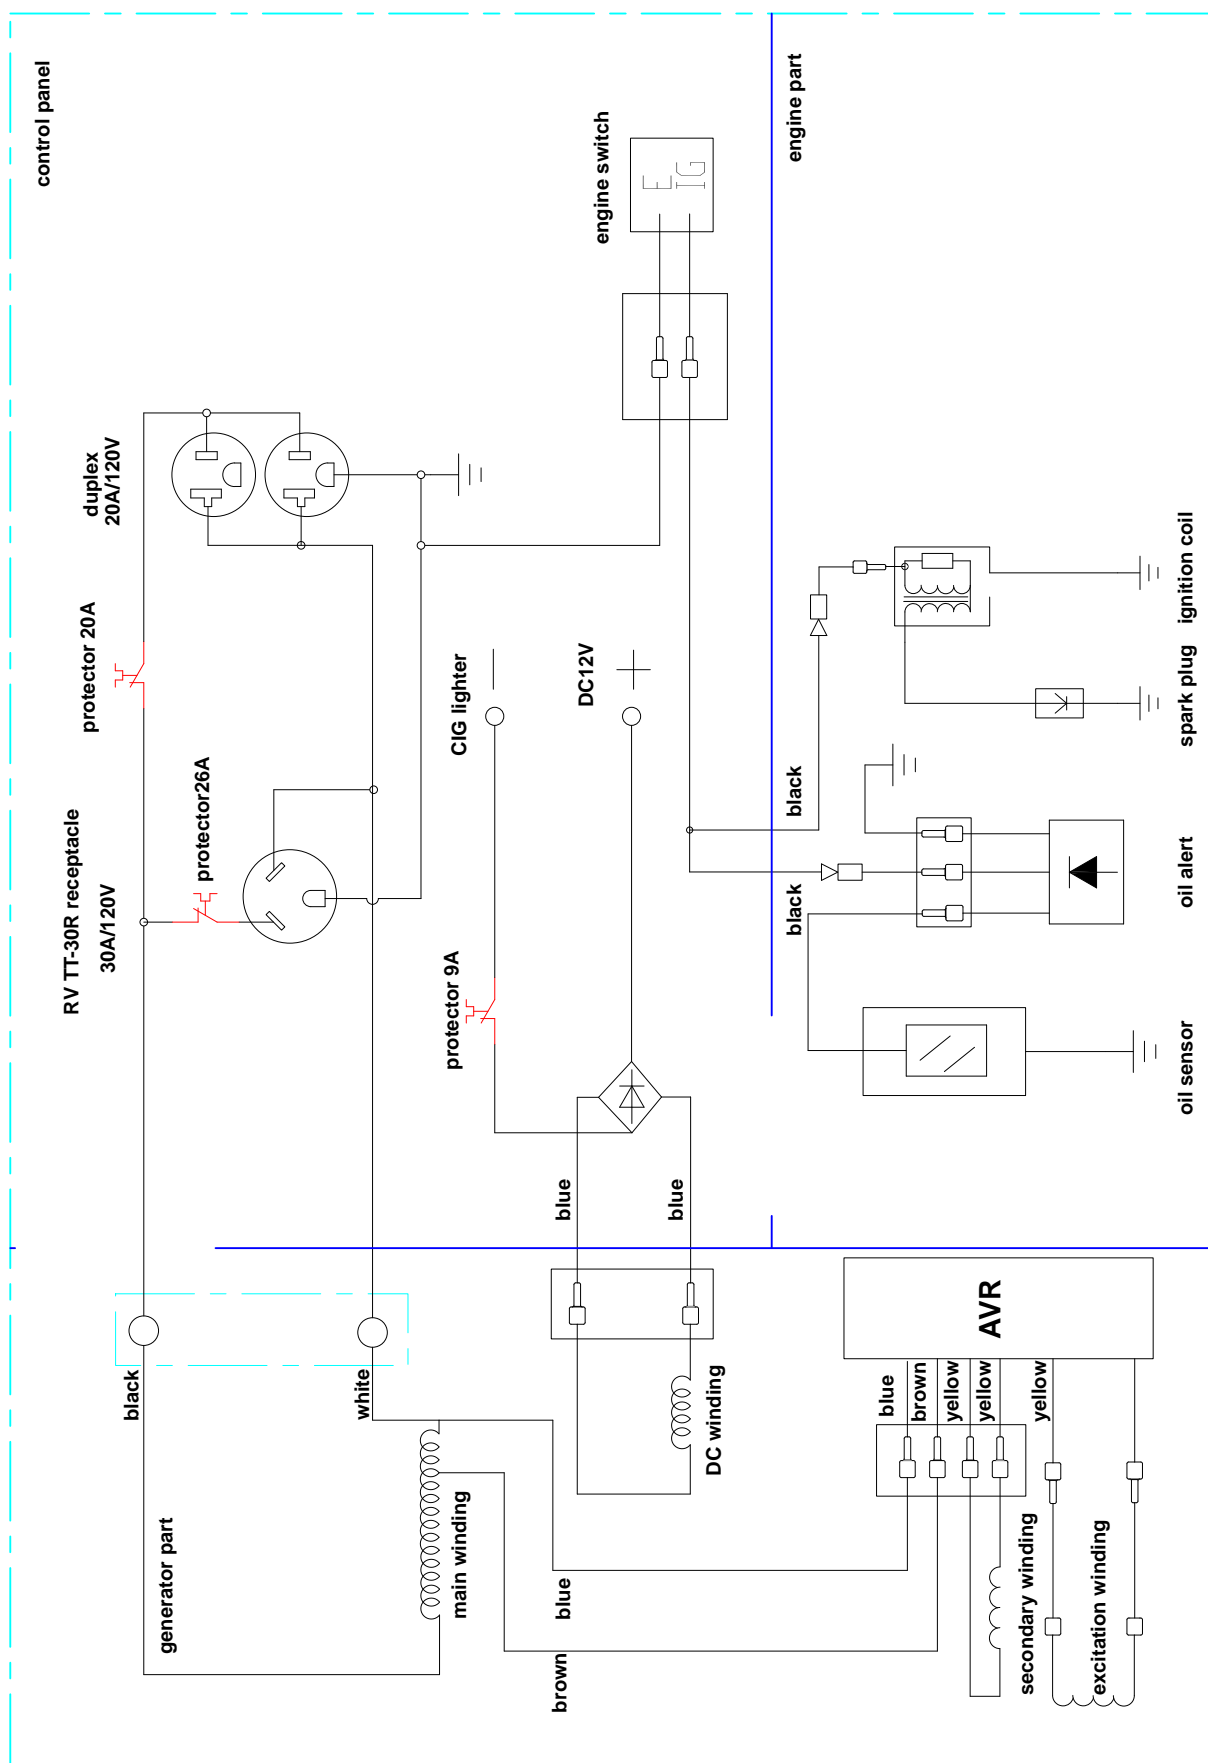 control panel
engine part
engine switch
E
IG
duplex
20A/120V
protector 20A
RV TT-30R receptacle
30A/120V
protector26A
CIG lighter
DC12V
protector 9A
black
black
ignition coil
spark plug
oil alert
oil sensor
blue
blue
black
white
generator part
main winding
DC winding
blue
brown
AVR
blue
brown
yellow
yellow
yellow
secondary winding
excitation winding